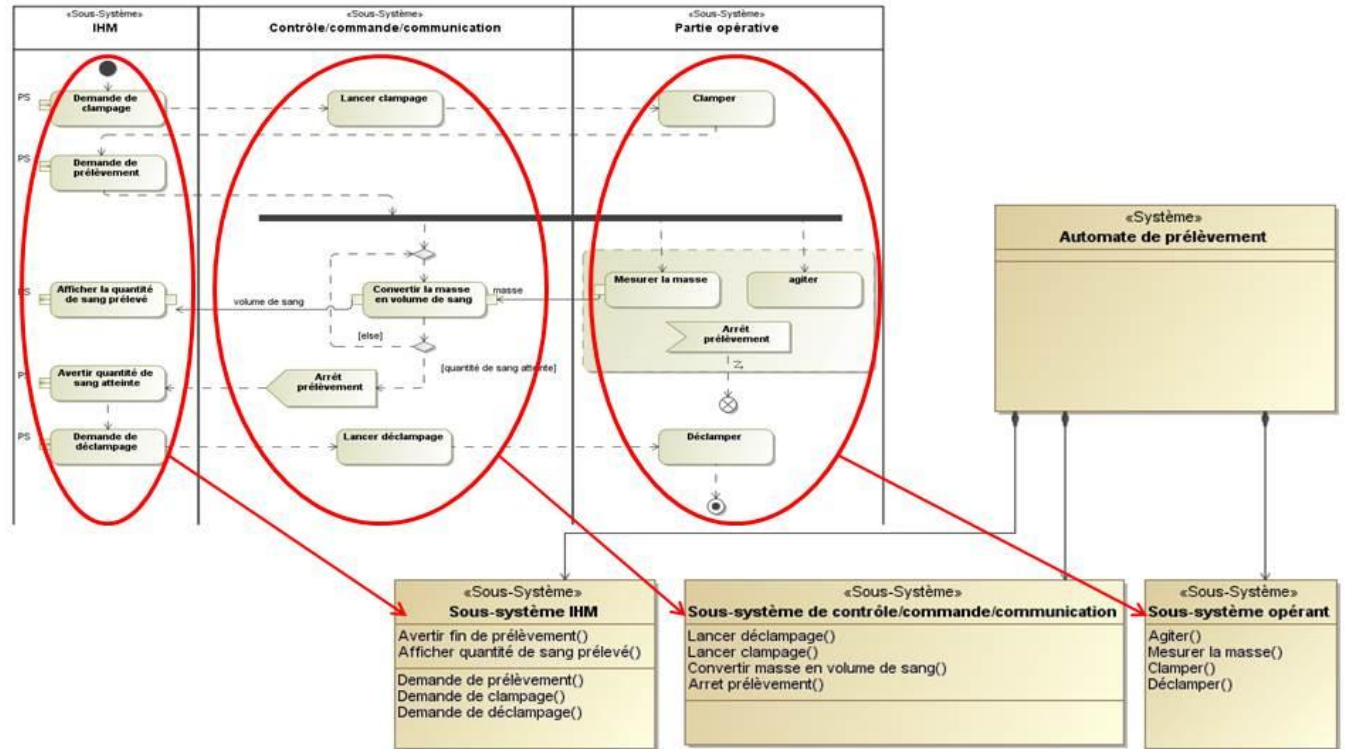 «Sous-Système»
IHM
«Sous-Système»
Contrôle/commande/communication
«Sous-Système»
Partie opérative
PS
Demande de
clampage
Lancer clampage
Clamper
PS
Demande de
prélèvement
Mesurer la masse
agiter
PS
Afficher la quantité
de sang prélevé
volume de sang
Convertir la masse
en volume de sang
masse
Arrét
prélèvement
[else]
[quantité de sang atteinte]
PS
Avertir quantité de
sang atteinte
Arrét
prélèvement
PS
Demande de
déclampage
Lancer déclampage
Déclamper
«Système»
Automate de prélèvement
«Sous-Système»
Sous-système IHM
Avertir fin de prélèvement()
Afficher quantité de sang prélevé()
Demande de prélèvement()
Demande de clampage()
Demande de déclampage()
«Sous-Système»
Sous-système de contrôle/commande/communication
Lancer déclampage()
Lancer clampage()
Convertir masse en volume de sang()
Arret prélèvement()
«Sous-Système»
Sous-système opérant
Agiter()
Mesurer la masse()
Clamper()
Déclamper()